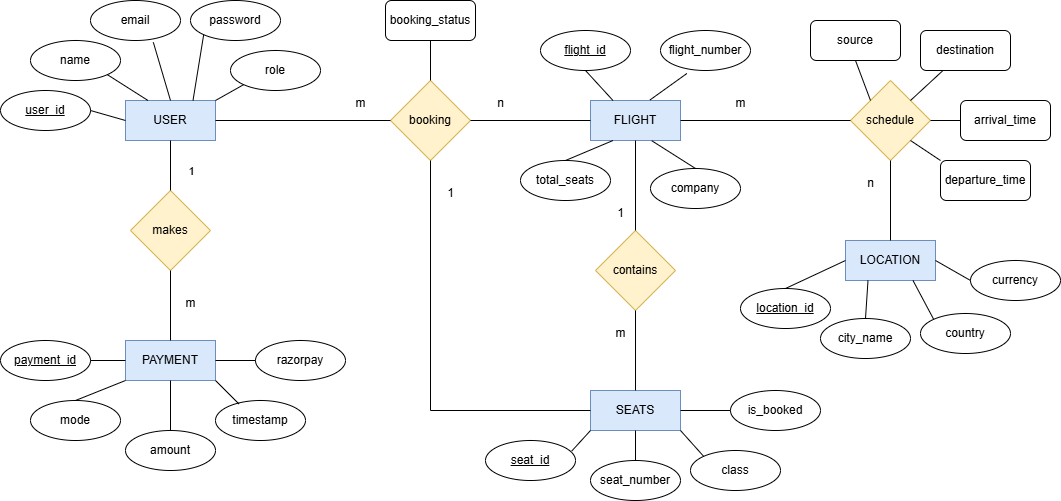 email
password
booking_status
name
role
flight_id
flight_number
source
destination
user_id
USER
m
booking
n
FLIGHT
m
schedule
arrival_time
1
1
total_seats
company
n
departure_time
makes
1
contains
LOCATION
currency
m
m
location_id
city_name
country
payment_id
PAYMENT
razorpay
mode
amount
timestamp
SEATS
is_booked
seat_id
seat_number
class